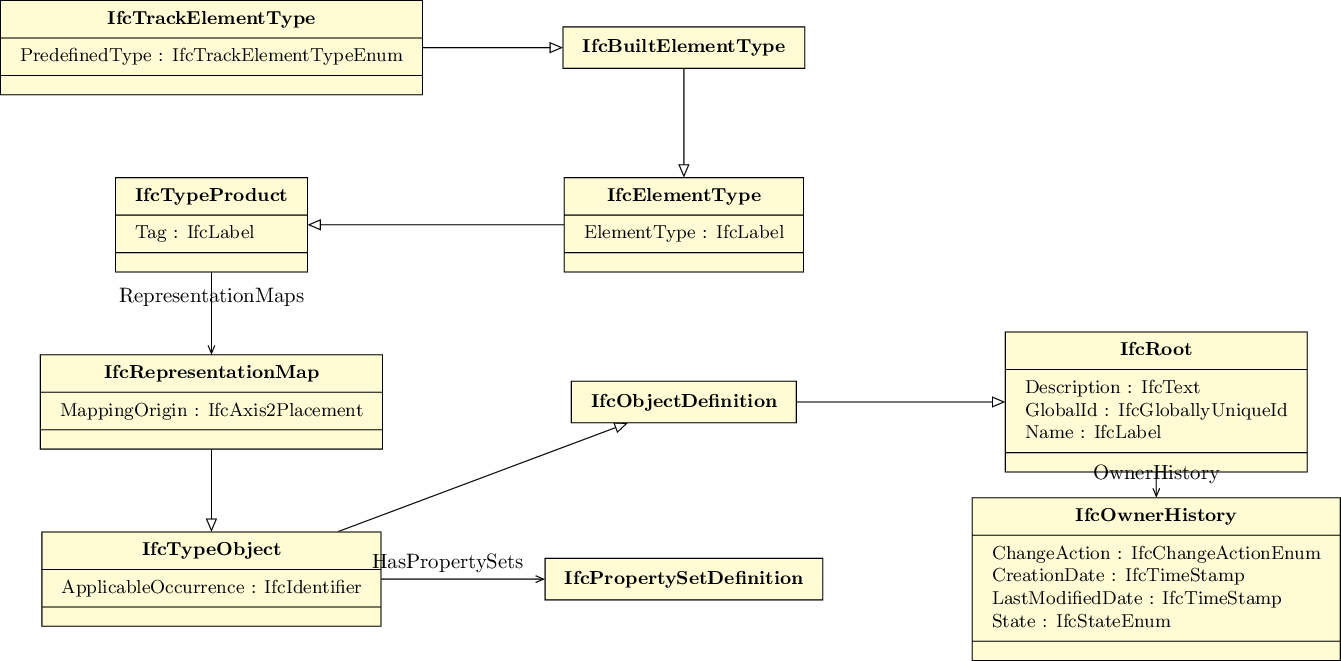 IfcTrackElementType
PredefinedType : IfcTrackElementTypeEnum
IfcBuiltElementType
IfcTypeProduct
Tag : IfcLabel
IfcElementType
ElementType : IfcLabel
RepresentationMaps
IfcRepresentationMap
MappingOrigin : IfcAxis2Placement
IfcObjectDefinition
IfcRoot
Description : IfcText
GlobalId : IfcGloballyUniqueId
Name : IfcLabel
OwnerHistory
IfcTypeObject
ApplicableOccurrence : IfcIdentifier
HasPropertySets
IfcPropertySetDefinition
IfcOwnerHistory
ChangeAction : IfcChangeActionEnum
CreationDate : IfcTimeStamp
LastModifiedDate : IfcTimeStamp
State : IfcStateEnum